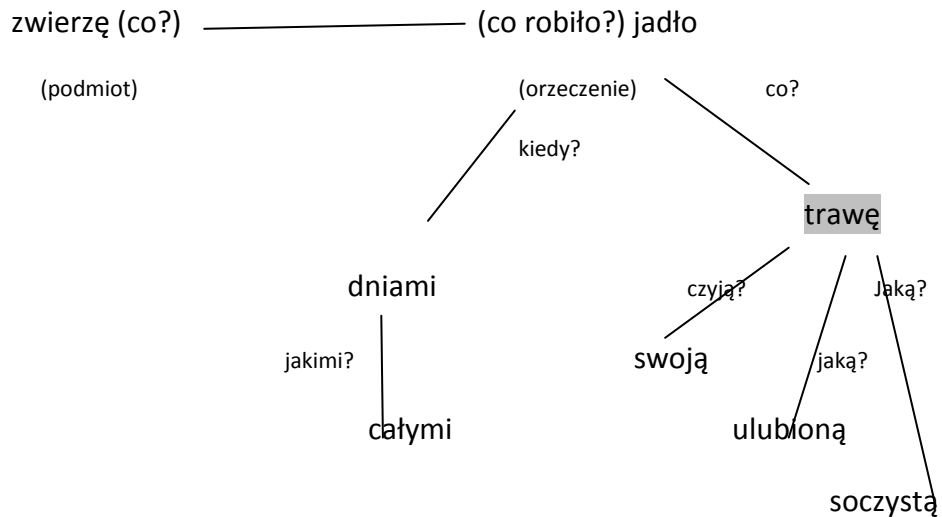 zwierzę (co?) (co robiło?) jadło
(podmiot) (orzeczenie) co?
kiedy?
trawę
dniami czyją? Jaką?
jakimi? swoją jaką?
całymi ulubioną
soczystą